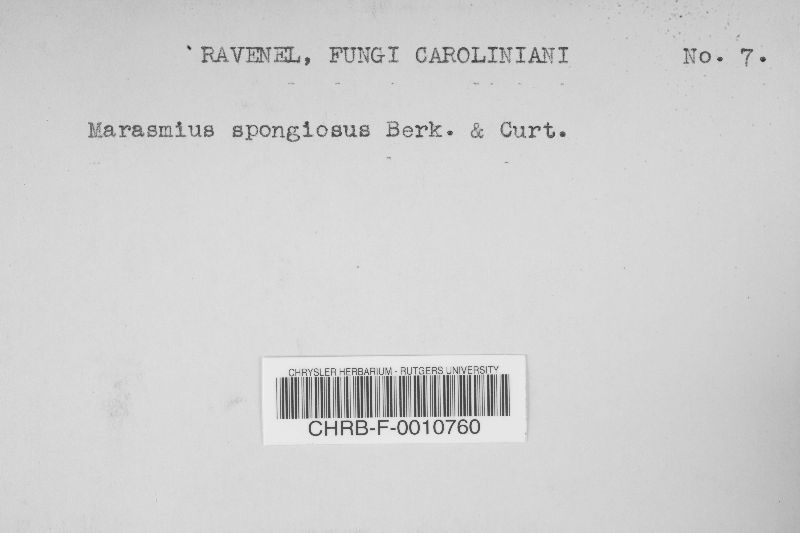 RAVENEL, FUNGI CAROLINIANI No. 7.
Marasmius spongiosus Berk. & Curt.
CHRYSLER HERBARIUM - RUTGERS UNIVERSITY
CHRB-F-0010760